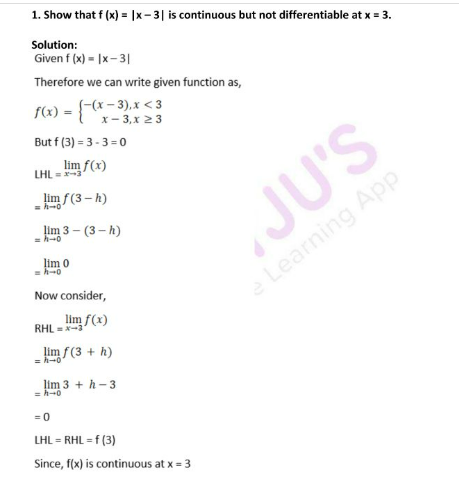 1. Show that f (x) = |x – 3| is continuous but not differentiable at x = 3.
Solution:
Given f (x) = |x – 3|
Therefore we can write given function as,
f(x) = {−(x − 3), x < 3
x − 3, x ≥ 3
But f (3) = 3 - 3 = 0
LHL = lim x→3 f(x)
= lim h→0 f(3 − h)
= lim h→0 3 − (3 − h)
= lim h→0 0
Now consider,
RHL = lim x→3 f(x)
= lim h→0 f(3 + h)
= lim h→0 3 + h − 3
= 0
LHL = RHL = f (3)
Since, f(x) is continuous at x = 3
JU'S
e Learning App